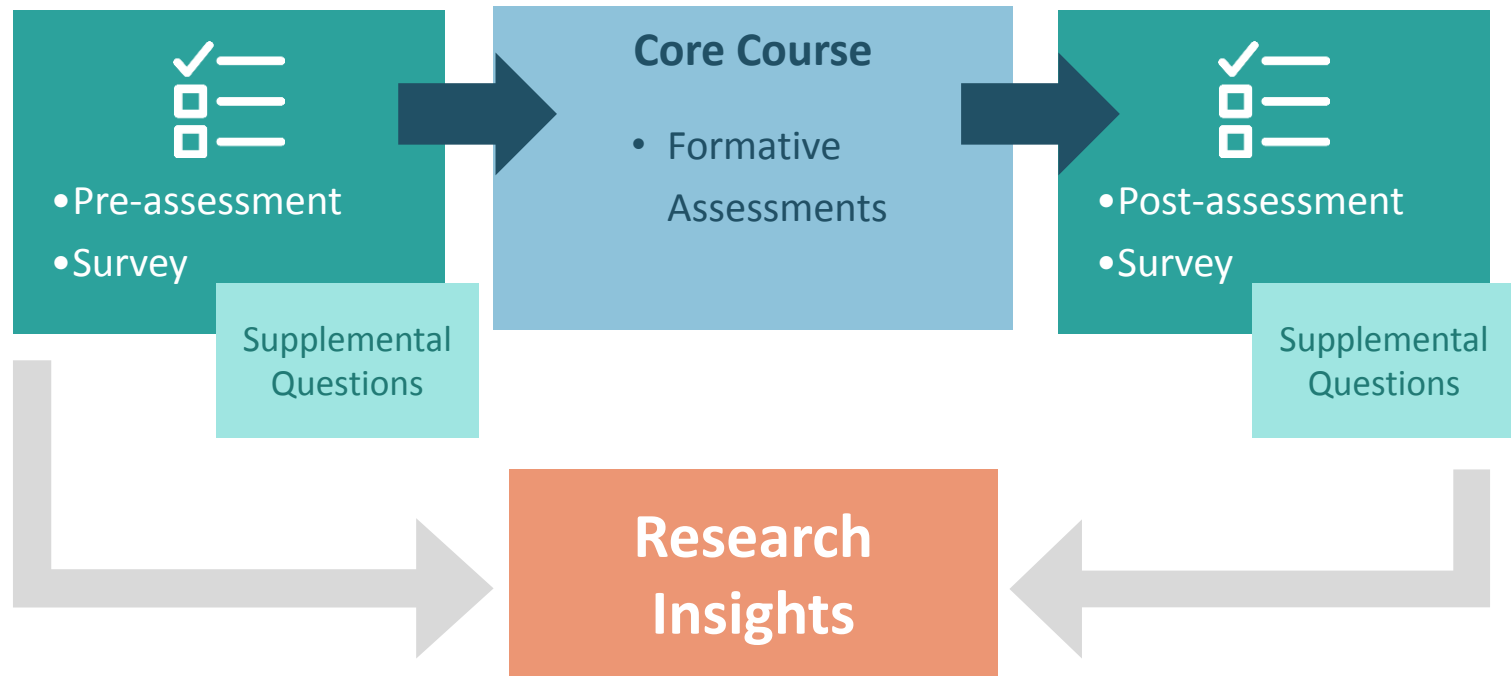 •Pre-assessment
•Survey
Supplemental
Questions
Core Course
• Formative
Assessments
•Post-assessment
•Survey
Supplemental
Questions
Research
Insights